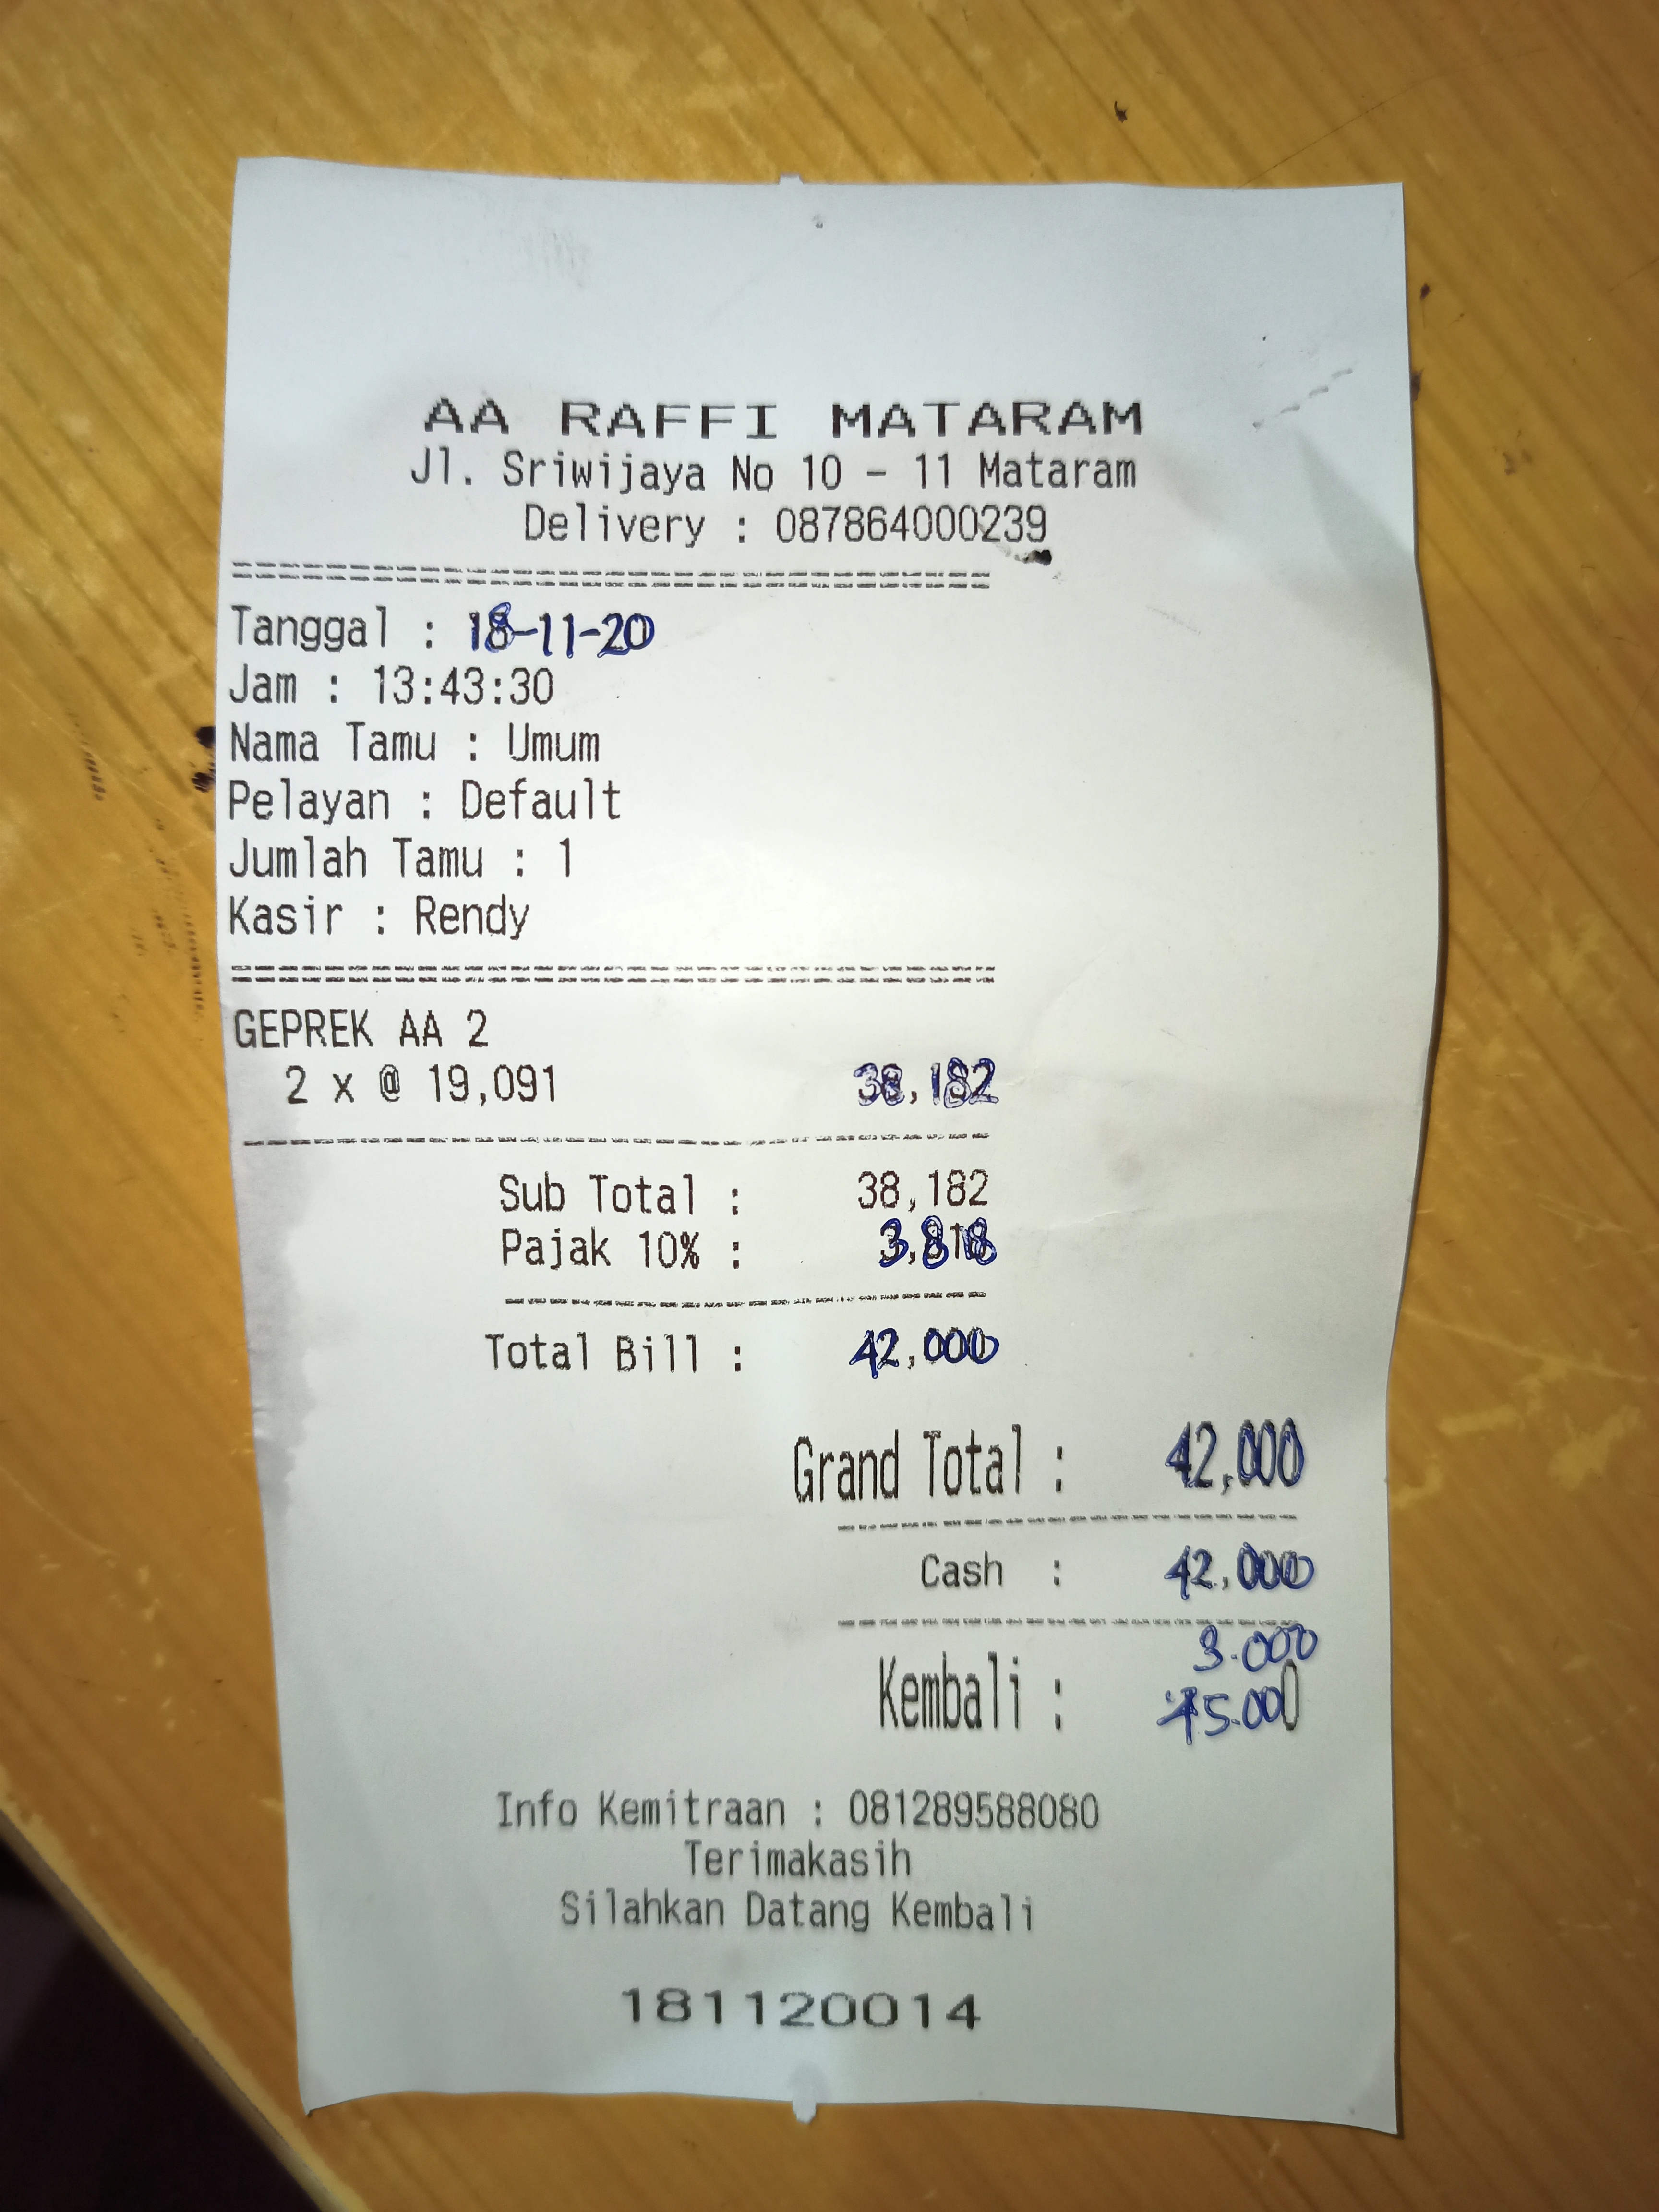 AA RAFFI MATARAM
Jl. Sriwijaya No 10 - 11 Mataram
Delivery : 087864000239
================================
Tanggal : 18-11-20
Jam : 13:43:30
Nama Tamu : Umum
Pelayan : Default
Jumlah Tamu : 1
Kasir : Rendy
================================
GEPREK AA 2
2 x @ 19,091 38,182
Sub Total : 38,182
Pajak 10% : 3,818
Total Bill : 42,000
Grand Total : 42,000
Cash : 42,000
3.000
Kembali : 45.000
Info Kemitraan : 081289588080
Terimakasih
Silahkan Datang Kembali
181120014